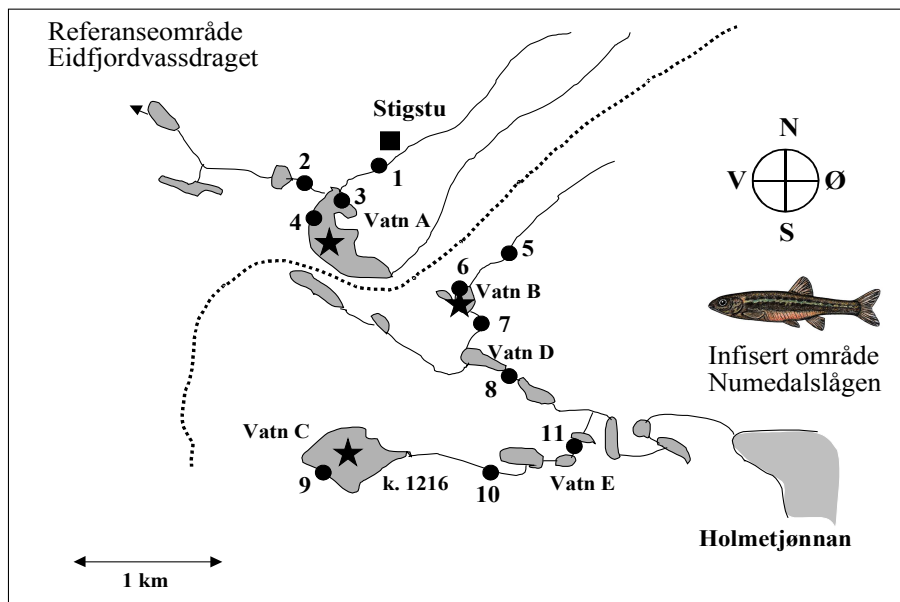 Referanseområde
Eidfjordvassdraget
Stigstu
N
V Ø
S
2
1
3
4
Vatn A
5
6
Vatn B
7
Vatn D
8
Infisert område
Numedalslågen
Vatn C
11
9
k. 1216
10
Vatn E
Holmetjønnan
1 km